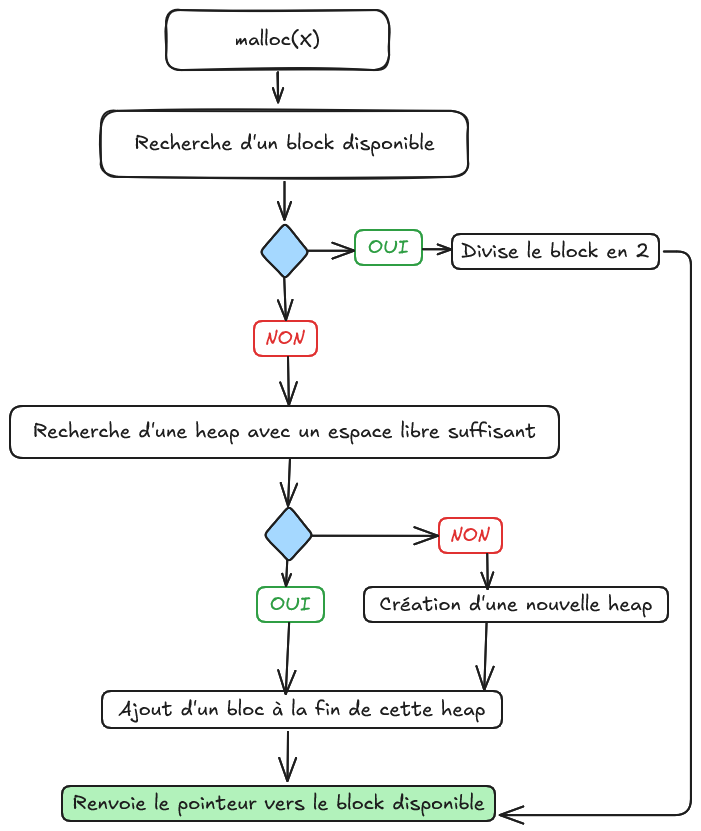 malloc(X)
Recherche d'un block disponible
OUI
Divise le block en 2
NON
Recherche d'une heap avec un espace libre suffisant
NON
OUI
Création d'une nouvelle heap
Ajout d'un bloc à la fin de cette heap
Renvoie le pointeur vers le block disponible